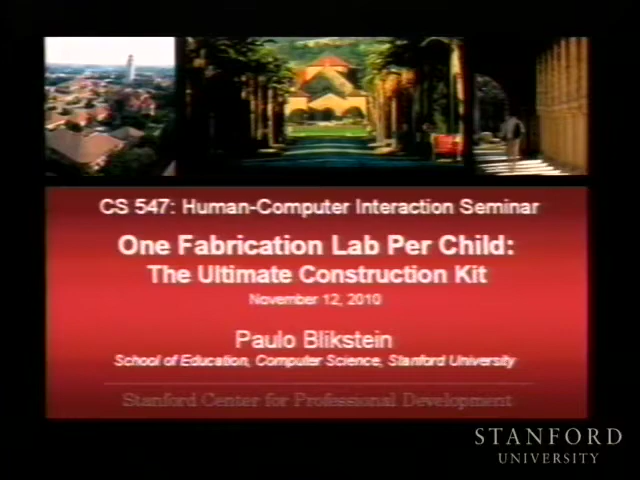 CS 547: Human-Computer Interaction Seminar
One Fabrication Lab Per Child:
The Ultimate Construction Kit
November 12, 2010
Paulo Blikstein
School of Education, Computer Science, Stanford University
Stanford Center for Professional Development
STANFORD
UNIVERSITY